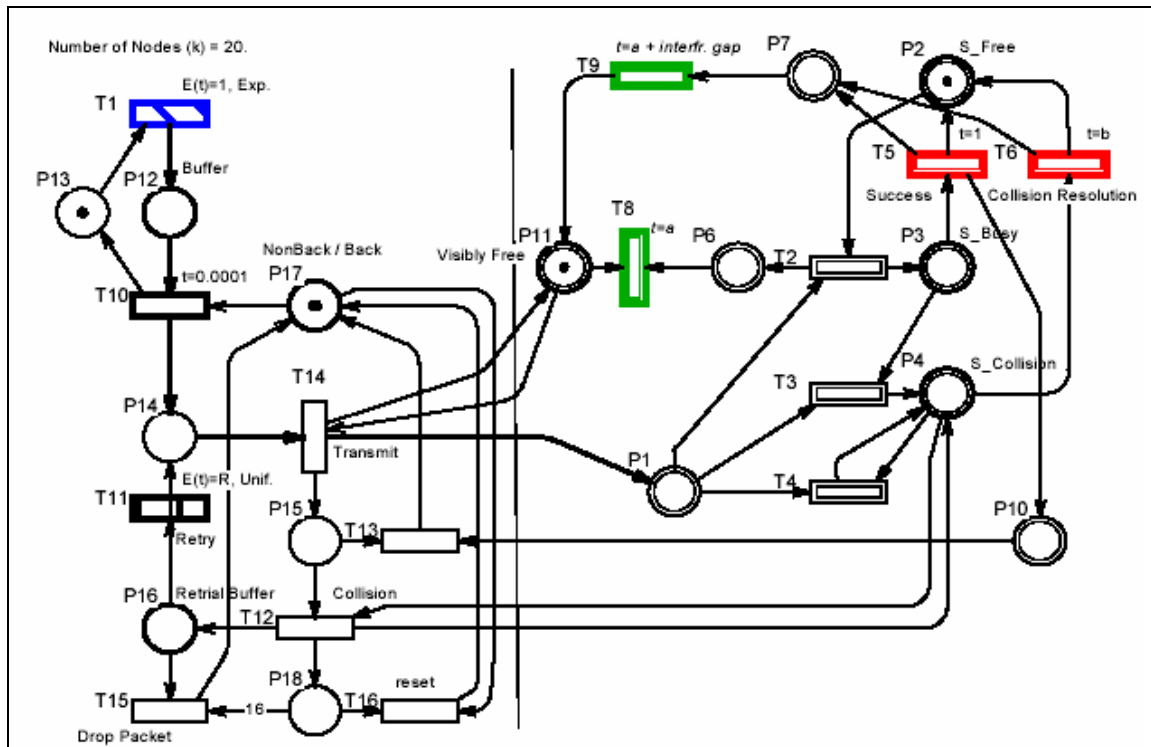 Number of Nodes (k) = 20.
t=a + interfr. gap
P7
P2
S_Free
T9
E(t)=1, Exp.
T1
t=1
t=b
T5
T6
Buffer
P13
P12
Success
Collision Resolution
T8
t=a
NonBack / Back
P11
P6
P3
S_Busy
Visibly Free
T2
P17
t=0.0001
T10
P4
S_Collision
T14
T3
P14
Transmit
P1
T4
E(t)=R, Unif.
T11
P15
P10
T13
Retry
P16
Retrial Buffer
Collision
T12
P18
reset
T15
16
T16
Drop Packet